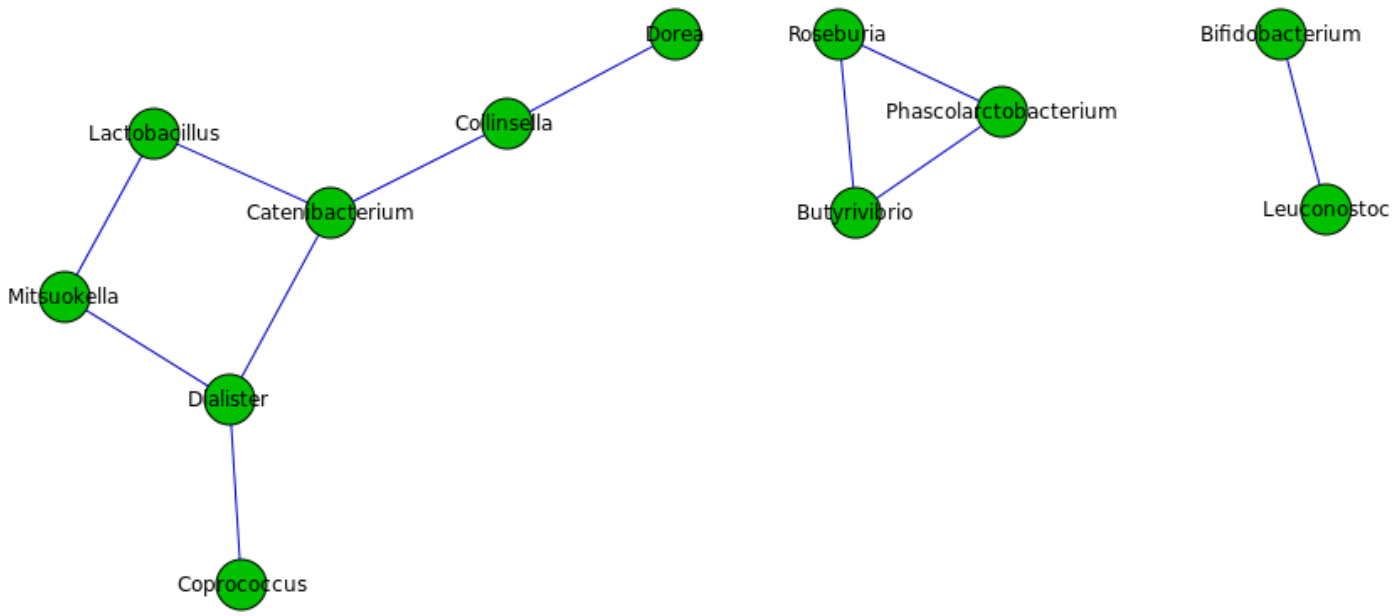 Dorea
Roseburia
Bifidobacterium
Phascolarctobacterium
Collinsella
Lactobacillus
Leuconostoc
Catenibacterium
Butyrivibrio
Mitsuokella
Dialister
Coprococcus